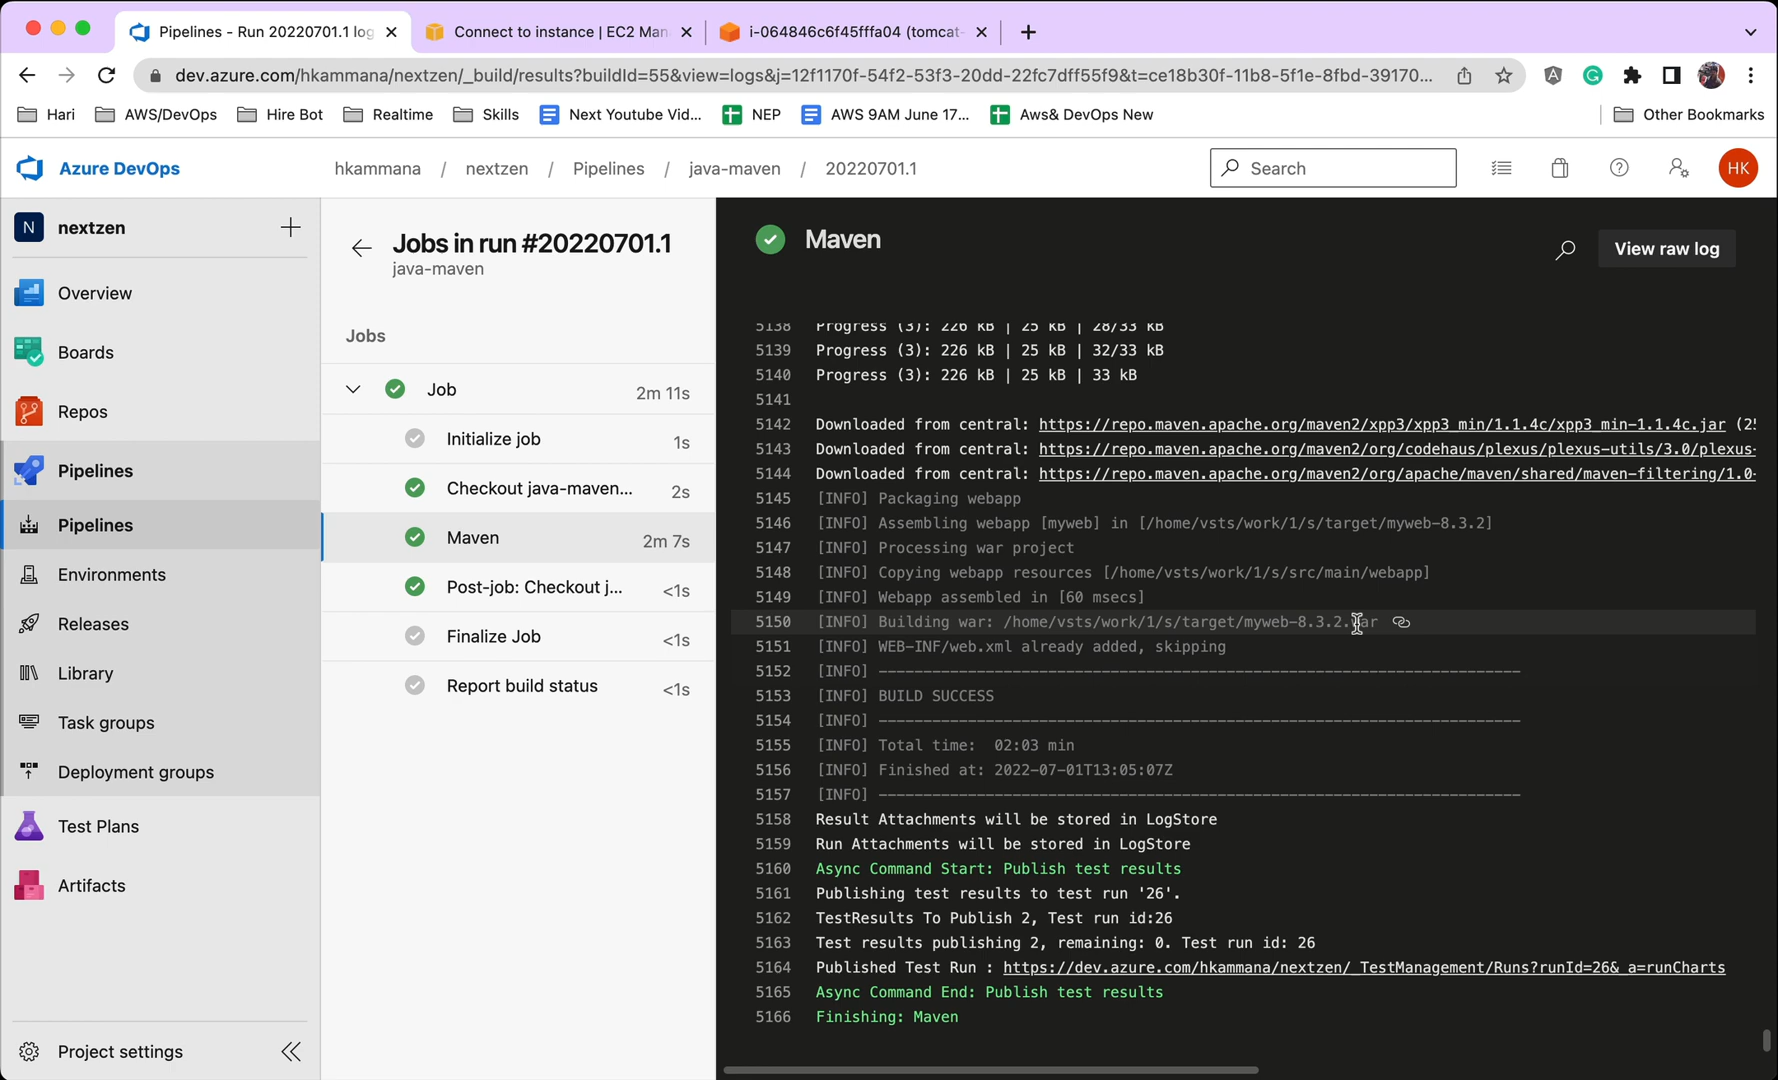 Pipelines - Run 20220701.1 log
Connect to instance | EC2 Man
i-064846c6f45fffa04 (tomcat-
dev.azure.com/hkammana/nextzen/_build/results?buildId=55&view=logs&j=12f1170f-54f2-53f3-20dd-22fc7dff55f9&t=ce18b30f-11b8-5f1e-8fbd-39170...
Hari
AWS/DevOps
Hire Bot
Realtime
Skills
Next Youtube Vid...
NEP
AWS 9AM June 17...
Aws& DevOps New
Other Bookmarks
Azure DevOps
hkammana / nextzen / Pipelines / java-maven / 20220701.1
Search
HK
N nextzen
Overview
Boards
Repos
Pipelines
Pipelines
Environments
Releases
Library
Task groups
Deployment groups
Test Plans
Artifacts
Project settings
Jobs in run #20220701.1
java-maven
Jobs
Job 2m 11s
Initialize job 1s
Checkout java-maven... 2s
Maven 2m 7s
Post-job: Checkout j... <1s
Finalize Job <1s
Report build status <1s
Maven
View raw log
5138 Progress (3): 226 kB | 25 kB | 28/33 kB
5139 Progress (3): 226 kB | 25 kB | 32/33 kB
5140 Progress (3): 226 kB | 25 kB | 33 kB
5141
5142 Downloaded from central: https://repo.maven.apache.org/maven2/xpp3/xpp3_min/1.1.4c/xpp3_min-1.1.4c.jar (25
5143 Downloaded from central: https://repo.maven.apache.org/maven2/org/codehaus/plexus/plexus-utils/3.0/plexus-
5144 Downloaded from central: https://repo.maven.apache.org/maven2/org/apache/maven/shared/maven-filtering/1.0-
5145 [INFO] Packaging webapp
5146 [INFO] Assembling webapp [myweb] in [/home/vsts/work/1/s/target/myweb-8.3.2]
5147 [INFO] Processing war project
5148 [INFO] Copying webapp resources [/home/vsts/work/1/s/src/main/webapp]
5149 [INFO] Webapp assembled in [60 msecs]
5150 [INFO] Building war: /home/vsts/work/1/s/target/myweb-8.3.2.war
5151 [INFO] WEB-INF/web.xml already added, skipping
5152 [INFO] ------------------------------------------------------------------------
5153 [INFO] BUILD SUCCESS
5154 [INFO] ------------------------------------------------------------------------
5155 [INFO] Total time:  02:03 min
5156 [INFO] Finished at: 2022-07-01T13:05:07Z
5157 [INFO] ------------------------------------------------------------------------
5158 Result Attachments will be stored in LogStore
5159 Run Attachments will be stored in LogStore
5160 Async Command Start: Publish test results
5161 Publishing test results to test run '26'.
5162 TestResults To Publish 2, Test run id:26
5163 Test results publishing 2, remaining: 0. Test run id: 26
5164 Published Test Run : https://dev.azure.com/hkammana/nextzen/_TestManagement/Runs?runId=26&_a=runCharts
5165 Async Command End: Publish test results
5166 Finishing: Maven